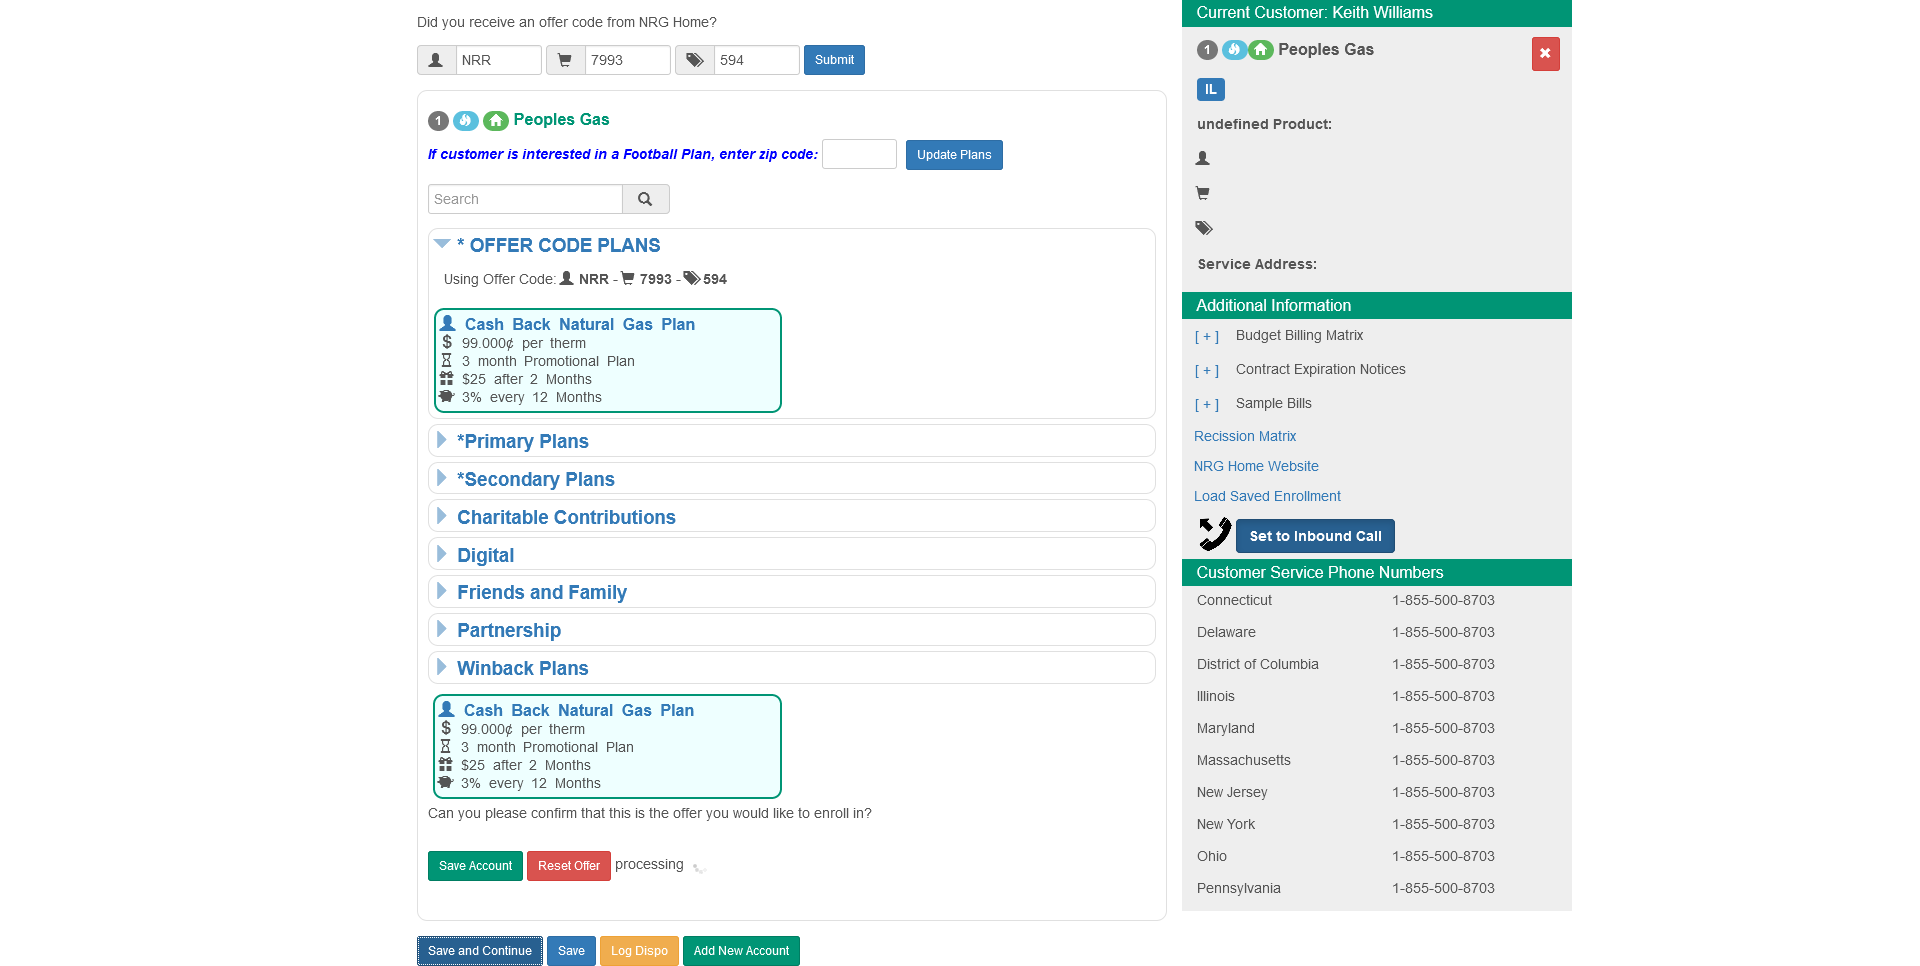 Did you receive an offer code from NRG Home?
NRR 7993 594 Submit
1 Peoples Gas
If customer is interested in a Football Plan, enter zip code: Update Plans
Search
* OFFER CODE PLANS
Using Offer Code: NRR - 7993 - 594
Cash Back Natural Gas Plan
99.000¢ per therm
3 month Promotional Plan
$25 after 2 Months
3% every 12 Months
*Primary Plans
*Secondary Plans
Charitable Contributions
Digital
Friends and Family
Partnership
Winback Plans
Cash Back Natural Gas Plan
99.000¢ per therm
3 month Promotional Plan
$25 after 2 Months
3% every 12 Months
Can you please confirm that this is the offer you would like to enroll in?
Save Account Reset Offer processing
Save and Continue Save Log Dispo Add New Account
Current Customer: Keith Williams
1 Peoples Gas
IL
undefined Product:
Service Address:
Additional Information
[ + ] Budget Billing Matrix
[ + ] Contract Expiration Notices
[ + ] Sample Bills
Recission Matrix
NRG Home Website
Load Saved Enrollment
Set to Inbound Call
Customer Service Phone Numbers
Connecticut 1-855-500-8703
Delaware 1-855-500-8703
District of Columbia 1-855-500-8703
Illinois 1-855-500-8703
Maryland 1-855-500-8703
Massachusetts 1-855-500-8703
New Jersey 1-855-500-8703
New York 1-855-500-8703
Ohio 1-855-500-8703
Pennsylvania 1-855-500-8703